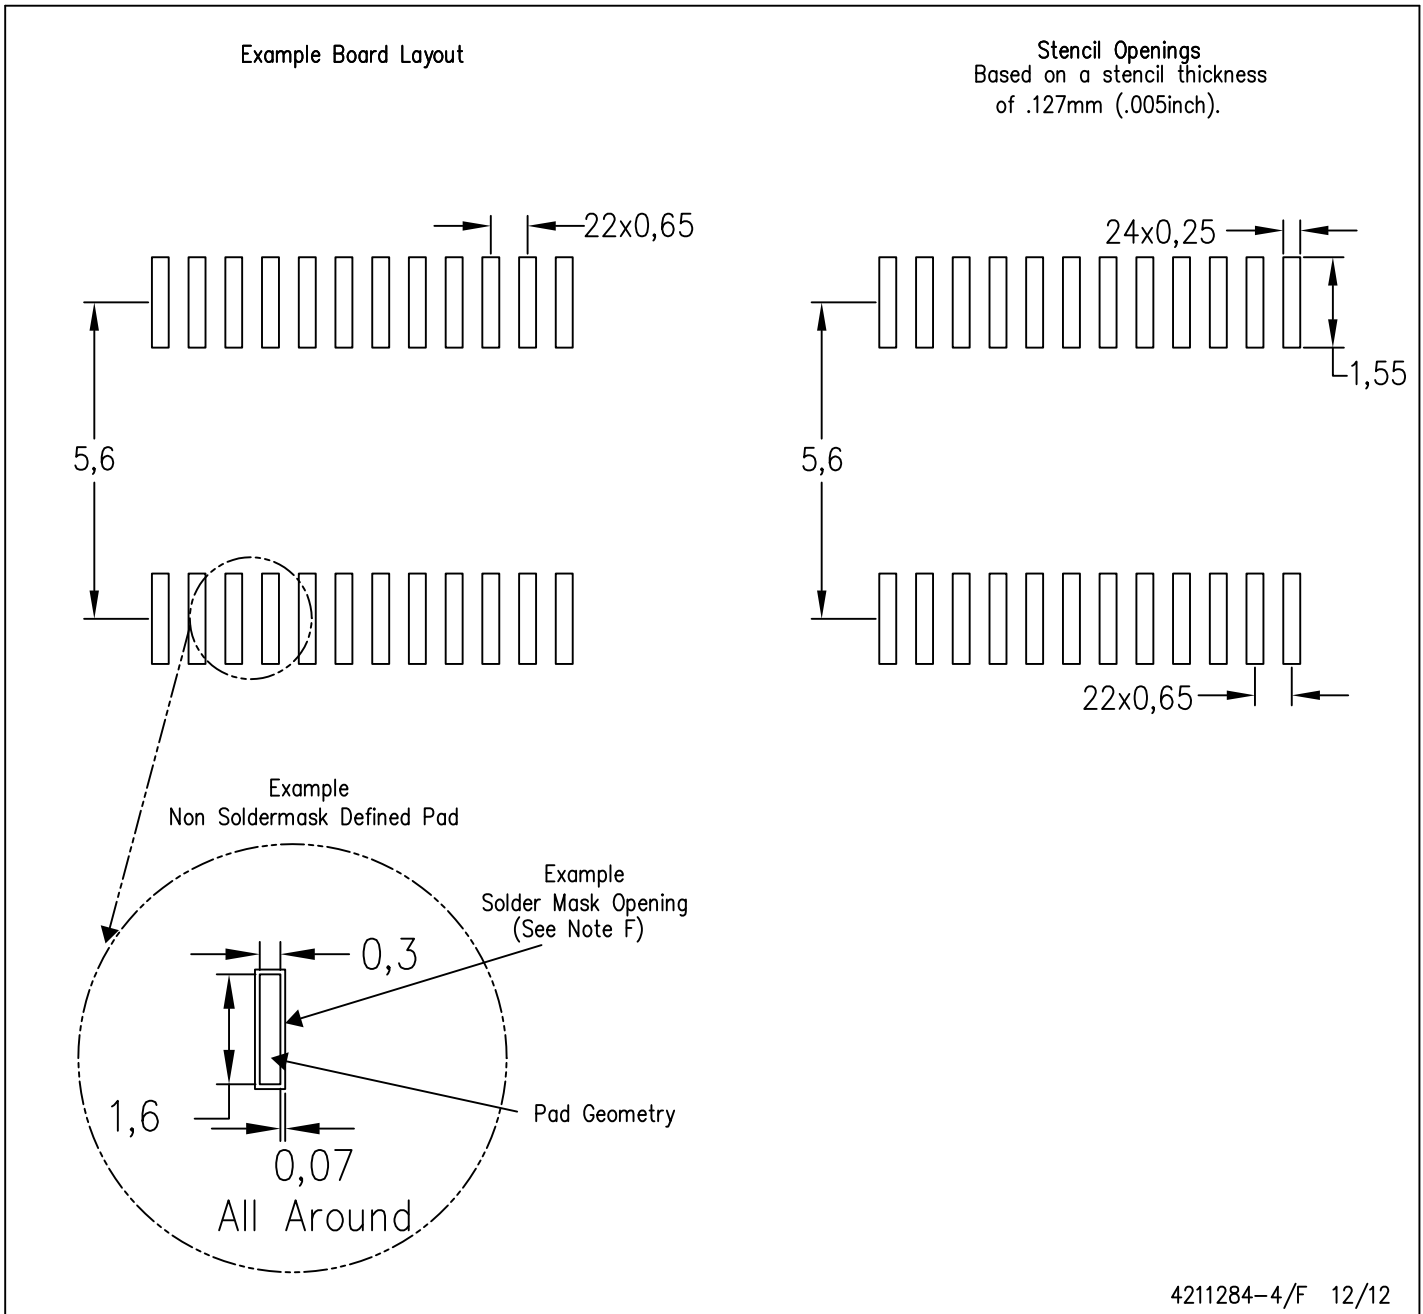 Example Board Layout
Stencil Openings
Based on a stencil thickness
of .127mm (.005inch).
22x0,65
24x0,25
1,55
5,6
5,6
22x0,65
Example
Non Soldermask Defined Pad
Example
Solder Mask Opening
(See Note F)
0,3
1,6
Pad Geometry
0,07
All Around
4211284-4/F 12/12